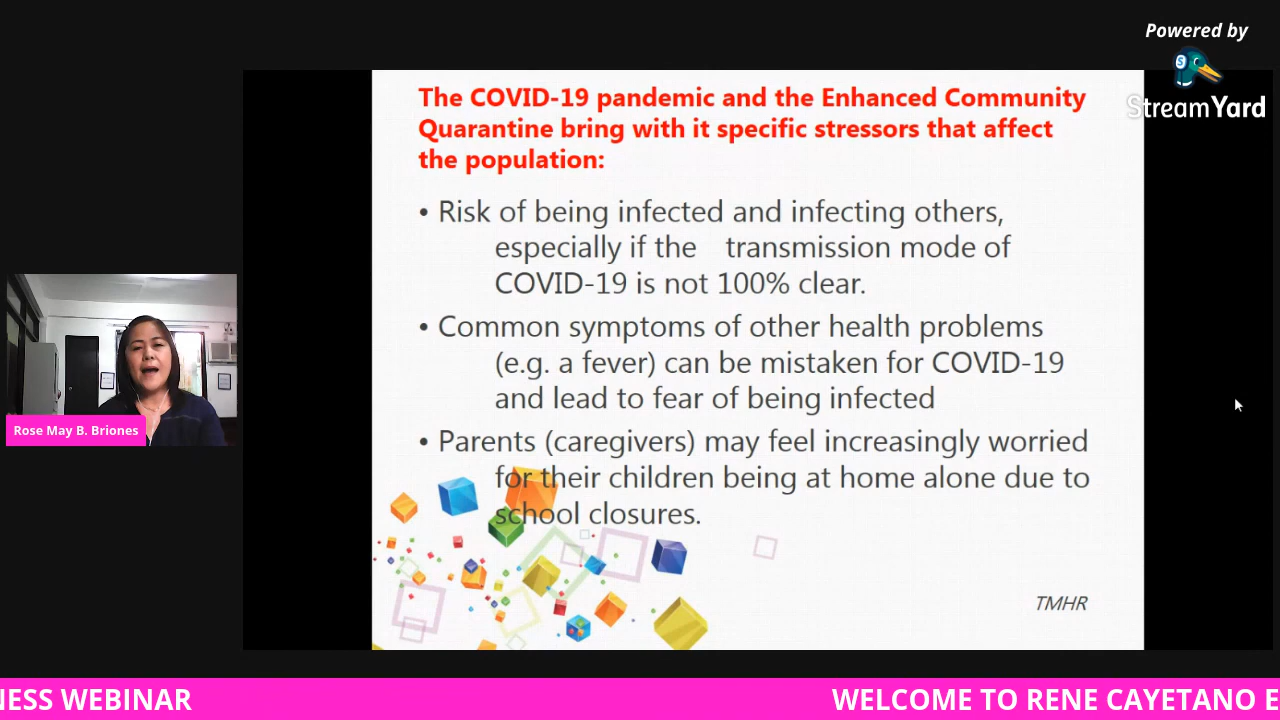 Powered by
StreamYard
The COVID-19 pandemic and the Enhanced Community
Quarantine bring with it specific stressors that affect
the population:
• Risk of being infected and infecting others,
especially if the transmission mode of
COVID-19 is not 100% clear.
• Common symptoms of other health problems
(e.g. a fever) can be mistaken for COVID-19
and lead to fear of being infected
• Parents (caregivers) may feel increasingly worried
for their children being at home alone due to
school closures.
TMHR
Rose May B. Briones
NESS WEBINAR WELCOME TO RENE CAYETANO E